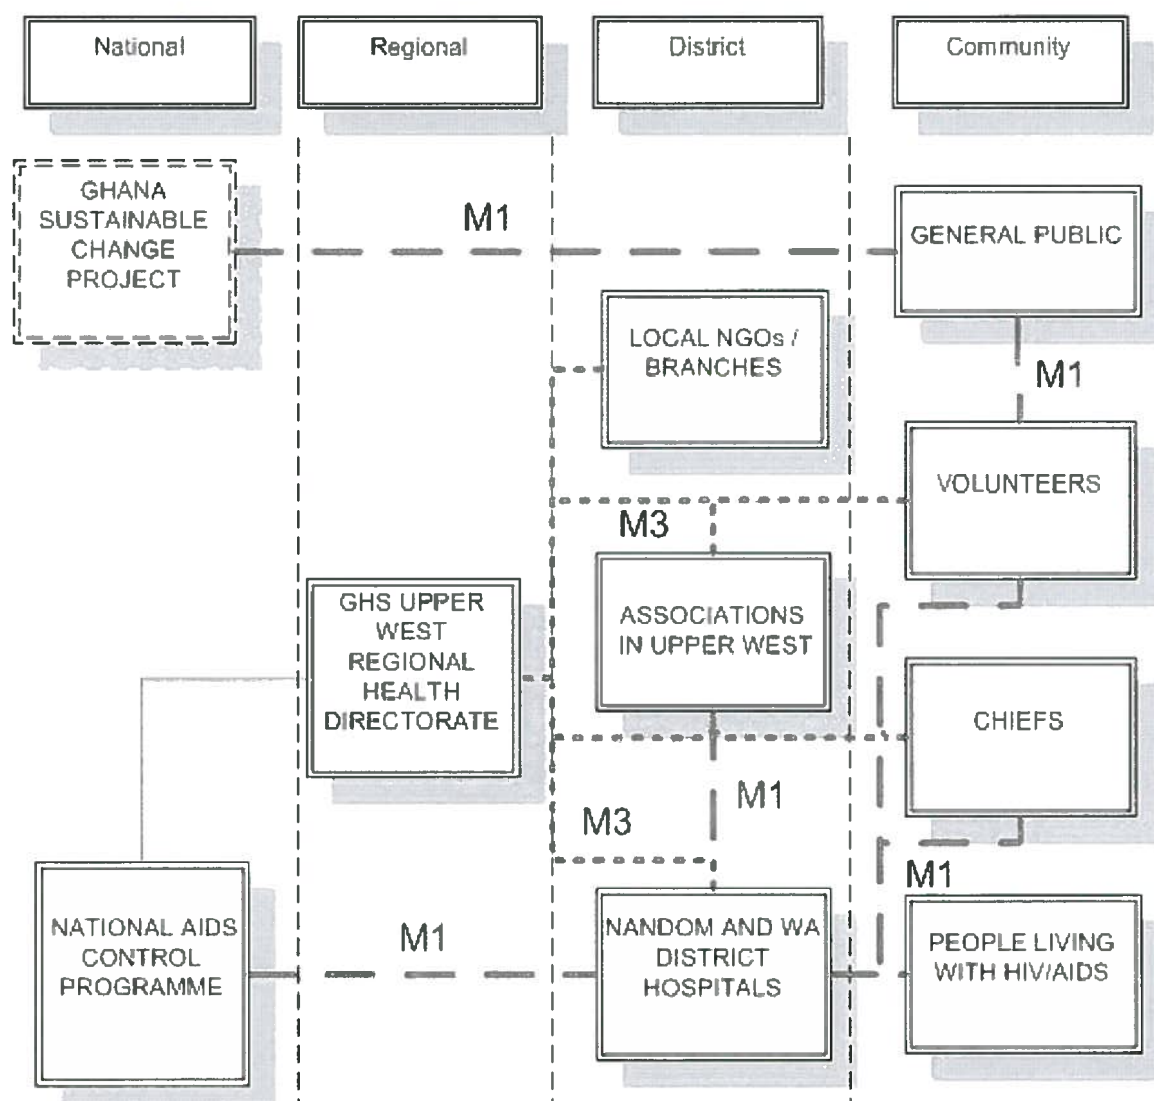 National
Regional
District
Community
GHANA
SUSTAINABLE
CHANGE
PROJECT
M1
GENERAL PUBLIC
LOCAL NGOs /
BRANCHES
M1
VOLUNTEERS
M3
GHS UPPER
WEST
REGIONAL
HEALTH
DIRECTORATE
ASSOCIATIONS
IN UPPER WEST
CHIEFS
M1
M3
M1
NATIONAL AIDS
CONTROL
PROGRAMME
M1
NANDOM AND WA
DISTRICT
HOSPITALS
PEOPLE LIVING
WITH HIV/AIDS